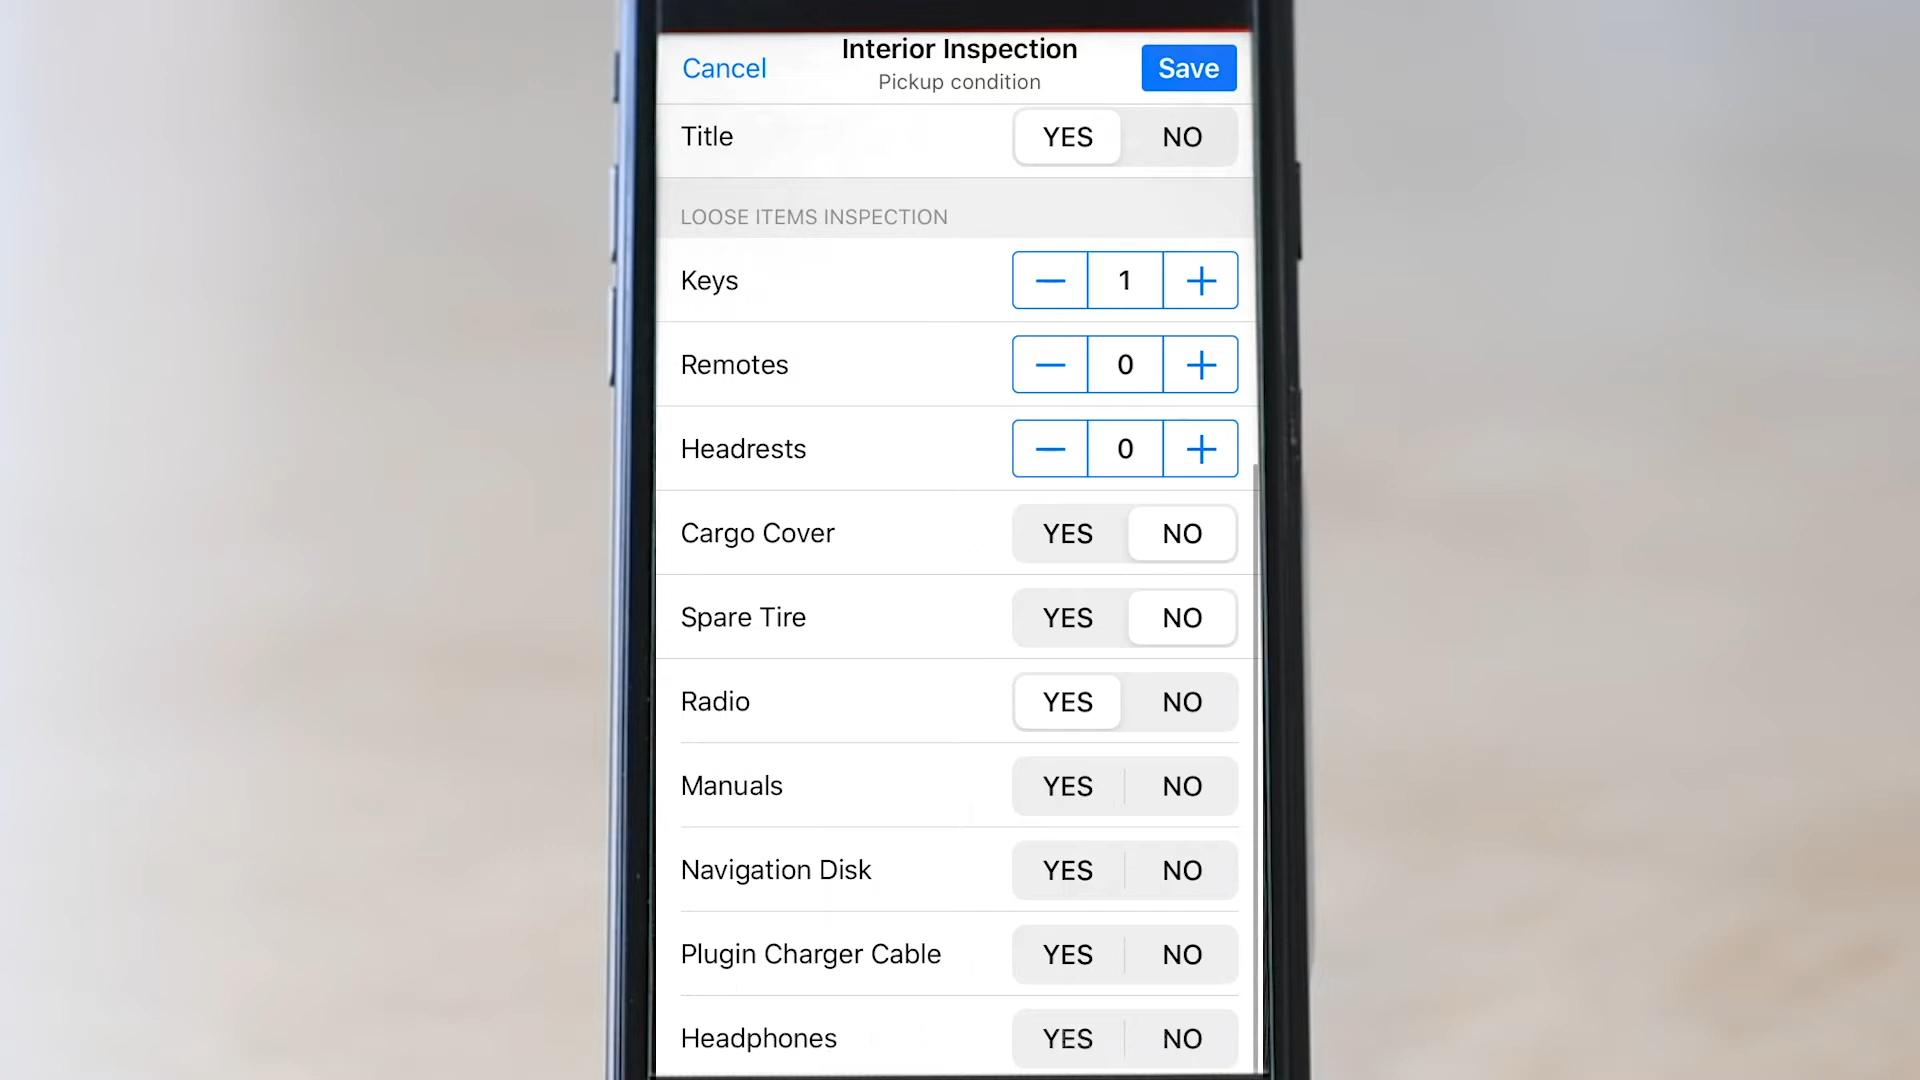 Cancel
Interior Inspection
Pickup condition
Save
Title YES NO
LOOSE ITEMS INSPECTION
Keys 1
Remotes 0
Headrests 0
Cargo Cover YES NO
Spare Tire YES NO
Radio YES NO
Manuals YES NO
Navigation Disk YES NO
Plugin Charger Cable YES NO
Headphones YES NO